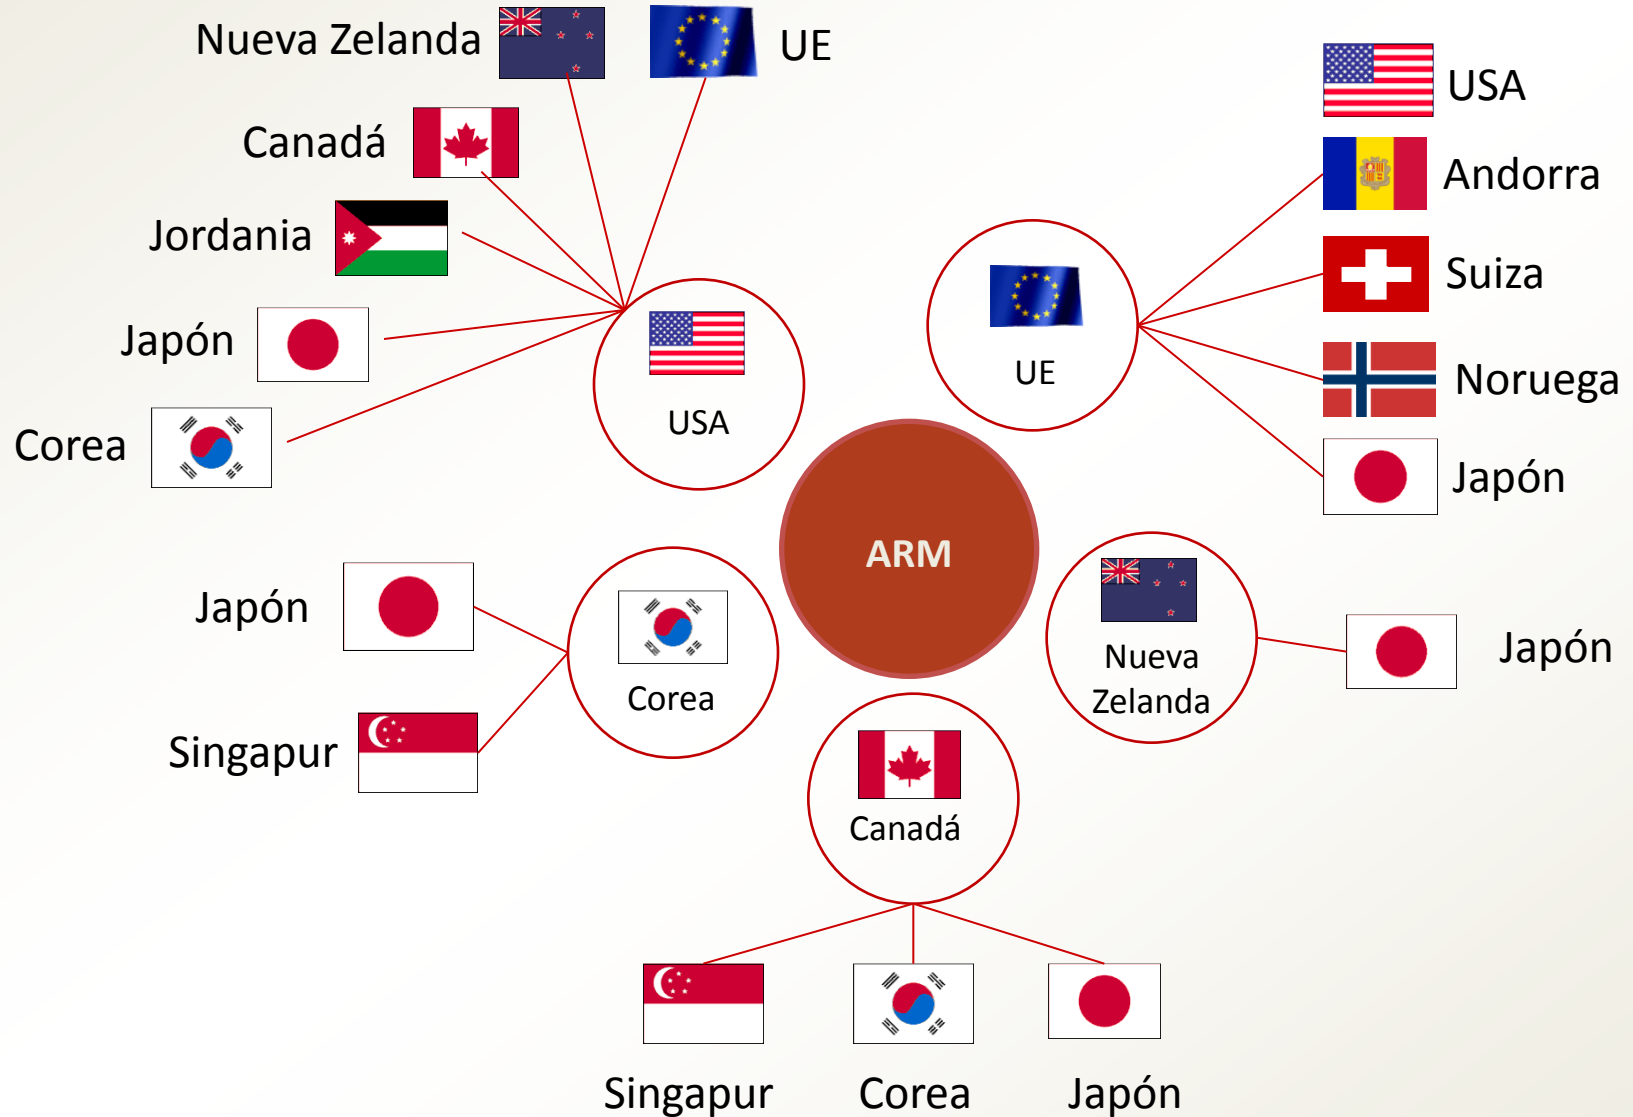 Nueva Zelanda
UE
Canadá
Jordania
Japón
Corea
USA
UE
USA
Andorra
Suiza
Noruega
Japón
ARM
Japón
Singapur
Corea
Nueva
Zelanda
Japón
Canadá
Singapur
Corea
Japón